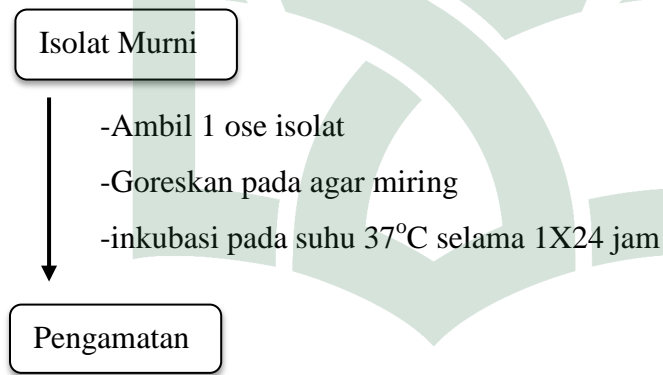 Isolat Murni
-Ambil 1 ose isolat
-Goreskan pada agar miring
-inkubasi pada suhu 37°C selama 1X24 jam
Pengamatan